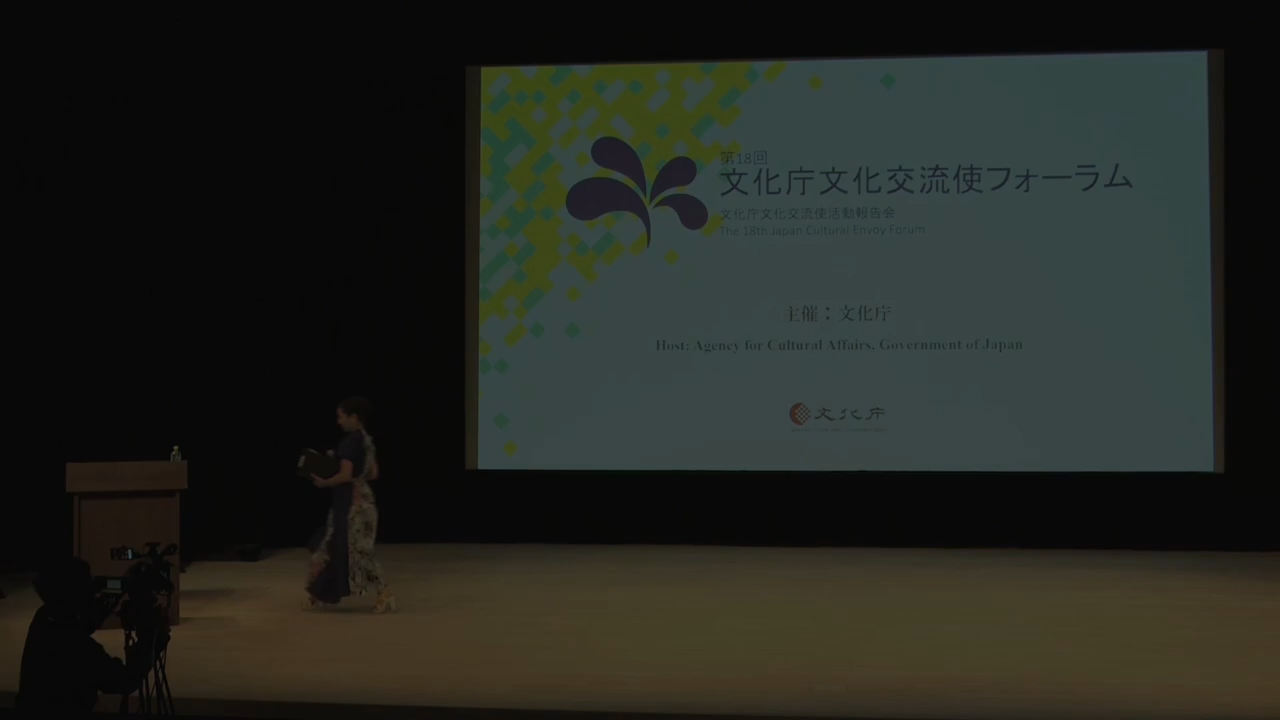 第18回
文化庁文化交流使フォーラム
文化庁文化交流使活動報告会
The 18th Japan Cultural Envoy Forum
主催：文化庁
Host: Agency for Cultural Affairs, Government of Japan
文化庁